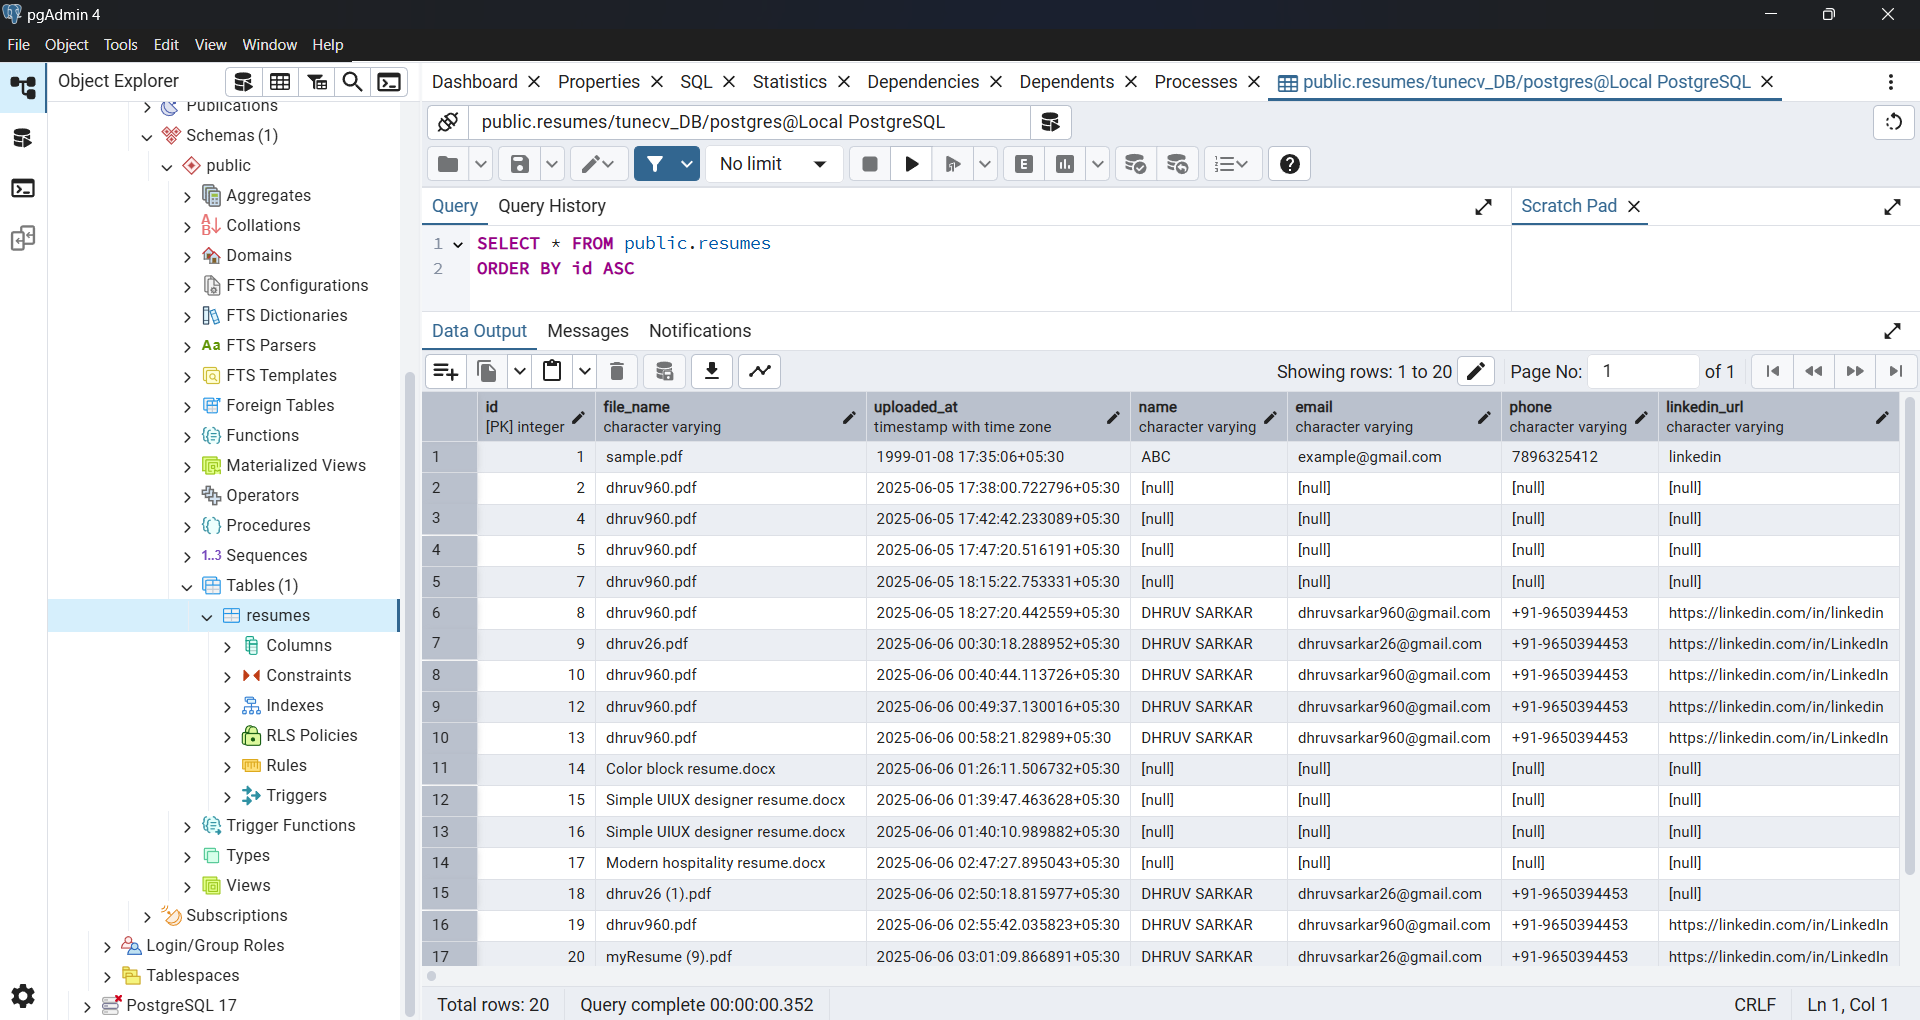 pgAdmin 4
File Object Tools Edit View Window Help
Object Explorer
Dashboard Properties SQL Statistics Dependencies Dependents Processes public.resumes/tunecv_DB/postgres@Local PostgreSQL
Publications
Schemas (1)
public
Aggregates
Collations
Domains
FTS Configurations
FTS Dictionaries
Aa FTS Parsers
FTS Templates
Foreign Tables
Functions
Materialized Views
Operators
Procedures
1..3 Sequences
Tables (1)
resumes
Columns
Constraints
Indexes
RLS Policies
Rules
Triggers
Trigger Functions
Types
Views
Subscriptions
Login/Group Roles
Tablespaces
PostgreSQL 17
public.resumes/tunecv_DB/postgres@Local PostgreSQL
No limit E
Query Query History Scratch Pad
1 SELECT * FROM public.resumes
2 ORDER BY id ASC
Data Output Messages Notifications
Showing rows: 1 to 20 Page No: 1 of 1
id file_name uploaded_at name email phone linkedin_url
[PK] integer character varying timestamp with time zone character varying character varying character varying character varying
1 1 sample.pdf 1999-01-08 17:35:06+05:30 ABC example@gmail.com 7896325412 linkedin
2 2 dhruv960.pdf 2025-06-05 17:38:00.722796+05:30 [null] [null] [null] [null]
3 4 dhruv960.pdf 2025-06-05 17:42:42.233089+05:30 [null] [null] [null] [null]
4 5 dhruv960.pdf 2025-06-05 17:47:20.516191+05:30 [null] [null] [null] [null]
5 7 dhruv960.pdf 2025-06-05 18:15:22.753331+05:30 [null] [null] [null] [null]
6 8 dhruv960.pdf 2025-06-05 18:27:20.442559+05:30 DHRUV SARKAR dhruvsarkar960@gmail.com +91-9650394453 https://linkedin.com/in/linkedin
7 9 dhruv26.pdf 2025-06-06 00:30:18.288952+05:30 DHRUV SARKAR dhruvsarkar26@gmail.com +91-9650394453 https://linkedin.com/in/LinkedIn
8 10 dhruv960.pdf 2025-06-06 00:40:44.113726+05:30 DHRUV SARKAR dhruvsarkar960@gmail.com +91-9650394453 https://linkedin.com/in/LinkedIn
9 12 dhruv960.pdf 2025-06-06 00:49:37.130016+05:30 DHRUV SARKAR dhruvsarkar960@gmail.com +91-9650394453 https://linkedin.com/in/linkedin
10 13 dhruv960.pdf 2025-06-06 00:58:21.82989+05:30 DHRUV SARKAR dhruvsarkar960@gmail.com +91-9650394453 https://linkedin.com/in/LinkedIn
11 14 Color block resume.docx 2025-06-06 01:26:11.506732+05:30 [null] [null] [null] [null]
12 15 Simple UIUX designer resume.docx 2025-06-06 01:39:47.463628+05:30 [null] [null] [null] [null]
13 16 Simple UIUX designer resume.docx 2025-06-06 01:40:10.989882+05:30 [null] [null] [null] [null]
14 17 Modern hospitality resume.docx 2025-06-06 02:47:27.895043+05:30 [null] [null] [null] [null]
15 18 dhruv26 (1).pdf 2025-06-06 02:50:18.815977+05:30 DHRUV SARKAR dhruvsarkar26@gmail.com +91-9650394453 [null]
16 19 dhruv960.pdf 2025-06-06 02:55:42.035823+05:30 DHRUV SARKAR dhruvsarkar960@gmail.com +91-9650394453 https://linkedin.com/in/LinkedIn
17 20 myResume (9).pdf 2025-06-06 03:01:09.866891+05:30 DHRUV SARKAR dhruvsarkar26@gmail.com +91-9650394453 https://linkedin.com/in/LinkedIn
Total rows: 20 Query complete 00:00:00.352 CRLF Ln 1, Col 1